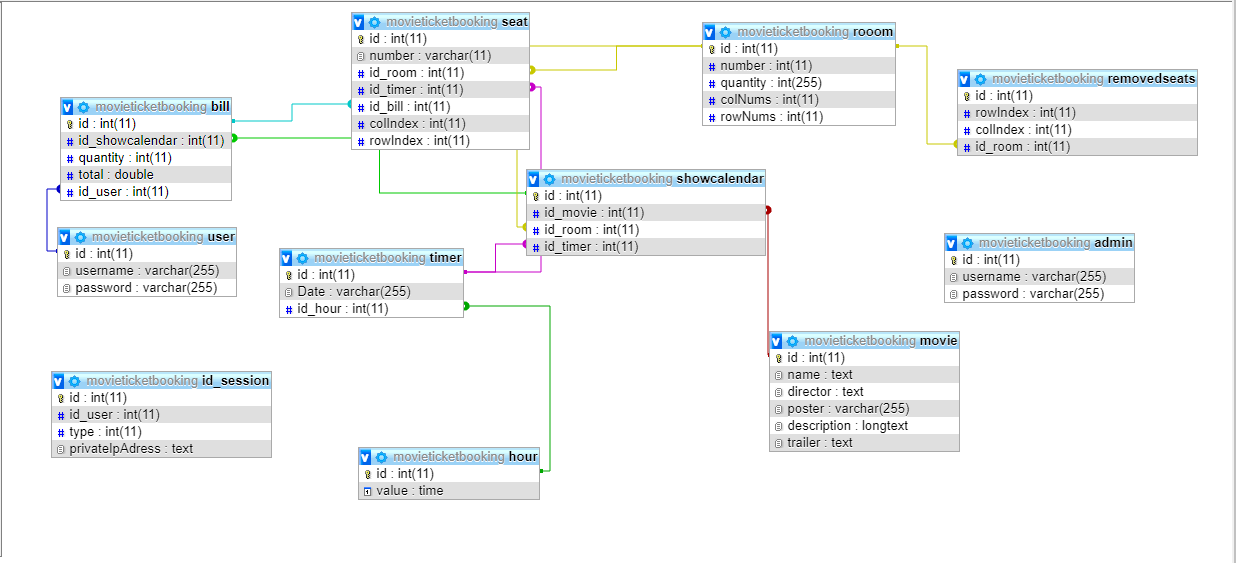 movieticketbooking seat
id : int(11)
number : varchar(11)
id_room : int(11)
id_timer : int(11)
id_bill : int(11)
colIndex : int(11)
rowIndex : int(11)
movieticketbooking rooom
id : int(11)
number : int(11)
quantity : int(255)
colNums : int(11)
rowNums : int(11)
movieticketbooking removedseats
id : int(11)
rowIndex : int(11)
colIndex : int(11)
id_room : int(11)
movieticketbooking bill
id : int(11)
id_showcalendar : int(11)
quantity : int(11)
total : double
id_user : int(11)
movieticketbooking showcalendar
id : int(11)
id_movie : int(11)
id_room : int(11)
id_timer : int(11)
movieticketbooking user
id : int(11)
username : varchar(255)
password : varchar(255)
movieticketbooking timer
id : int(11)
Date : varchar(255)
id_hour : int(11)
movieticketbooking admin
id : int(11)
username : varchar(255)
password : varchar(255)
movieticketbooking movie
id : int(11)
name : text
director : text
poster : varchar(255)
description : longtext
trailer : text
movieticketbooking id_session
id : int(11)
id_user : int(11)
type : int(11)
privateIpAdress : text
movieticketbooking hour
id : int(11)
value : time